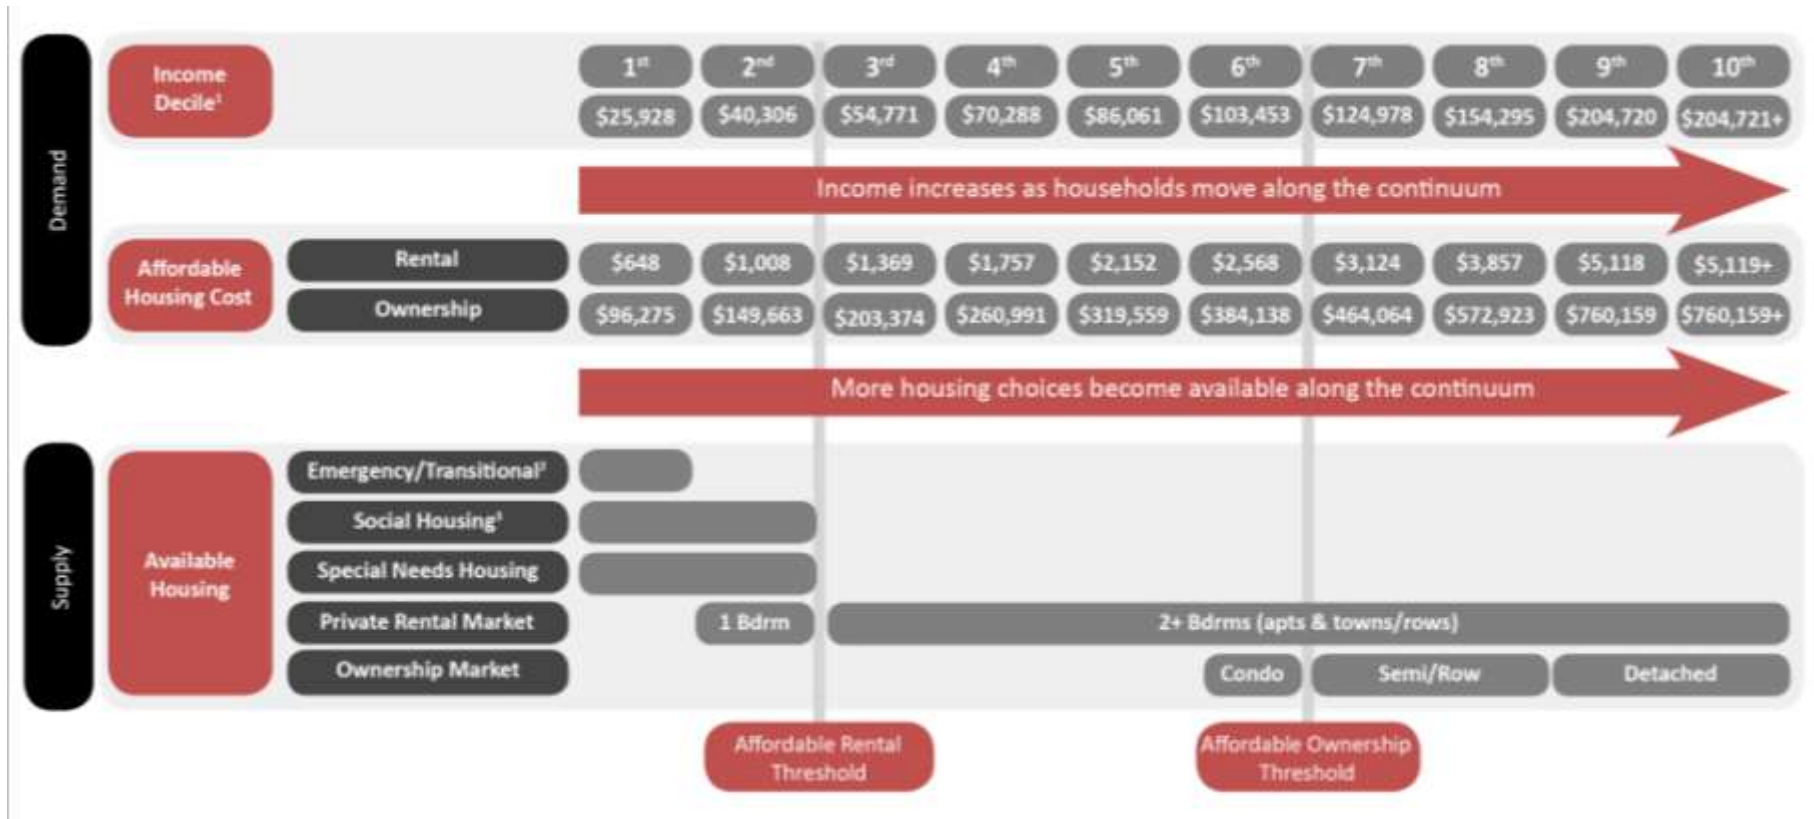 Demand
Income
Decile¹
1st 2nd 3rd 4th 5th 6th 7th 8th 9th 10th
$25,928 $40,306 $54,771 $70,288 $86,061 $103,453 $124,978 $154,295 $204,720 $204,721+
Income increases as households move along the continuum
Affordable
Housing Cost
Rental $648 $1,008 $1,369 $1,757 $2,152 $2,568 $3,124 $3,857 $5,118 $5,119+
Ownership $96,275 $149,663 $203,374 $260,991 $319,559 $384,138 $464,064 $572,923 $760,159 $760,159+
More housing choices become available along the continuum
Supply
Available
Housing
Emergency/Transitional²
Social Housing³
Special Needs Housing
Private Rental Market 1 Bdrm 2+ Bdrms (apts & towns/rows)
Ownership Market Condo Semi/Row Detached
Affordable Rental
Threshold
Affordable Ownership
Threshold